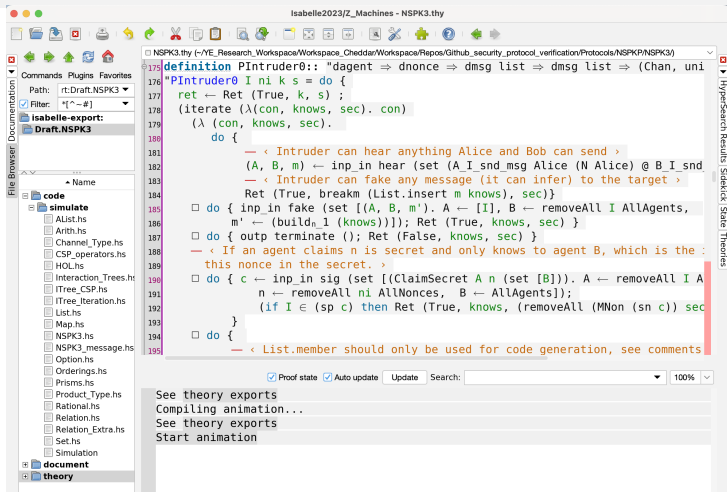 Isabelle2023/Z_Machines - NSPK3.thy
NSPK3.thy (~/YE_Research_Workspace/Workspace_Cheddar/Workspace/Repos/Github_security_protocol_verification/Protocols/NSPKP/NSPK3/)
Commands Plugins Favorites
Path: rt:Draft.NSPK3
Filter: *[^~#]
isabelle-export:
Draft.NSPK3
Name
code
simulate
AList.hs
Arith.hs
Channel_Type.hs
CSP_operators.hs
HOL.hs
Interaction_Trees.hs
ITree_CSP.hs
ITree_Iteration.hs
List.hs
Map.hs
NSPK3.hs
NSPK3_message.hs
Option.hs
Orderings.hs
Prisms.hs
Product_Type.hs
Rational.hs
Relation.hs
Relation_Extra.hs
Set.hs
Simulation
document
theory
Documentation
File Browser
175 definition PIntruder0:: "dagent ⇒ dnonce ⇒ dmsg list ⇒ dmsg list ⇒ (Chan, uni
176 "PIntruder0 I ni k s = do {
177 ret ← Ret (True, k, s) ;
178 (iterate (λ(con, knows, sec). con)
179 (λ (con, knows, sec).
180 do {
181 — ‹ Intruder can hear anything Alice and Bob can send ›
182 (A, B, m) ← inp_in hear (set (A_I_snd_msg Alice (N Alice) @ B_I_snd_
183 — ‹ Intruder can fake any message (it can infer) to the target ›
184 Ret (True, breakm (List.insert m knows), sec)}
185 □ do { inp_in fake (set [(A, B, m'). A ← [I], B ← removeAll I AllAgents,
186 m' ← (buildₙ_1 (knows))]); Ret (True, knows, sec) }
187 □ do { outp terminate (); Ret (False, knows, sec) }
188 — ‹ If an agent claims n is secret and only knows to agent B, which is the
189 this nonce in the secret. ›
190 □ do { c ← inp_in sig (set [(ClaimSecret A n (set [B])). A ← removeAll I A
191 n ← removeAll ni AllNonces, B ← AllAgents]);
192 (if I ∈ (sp c) then Ret (True, knows, (removeAll (MNon (sn c)) sec
193 }
194 □ do {
195 — ‹ List.member should only be used for code generation, see comments
Proof state Auto update Update Search: 100%
See theory exports
Compiling animation...
See theory exports
Start animation
HyperSearch Results
Sidekick
State
Theories